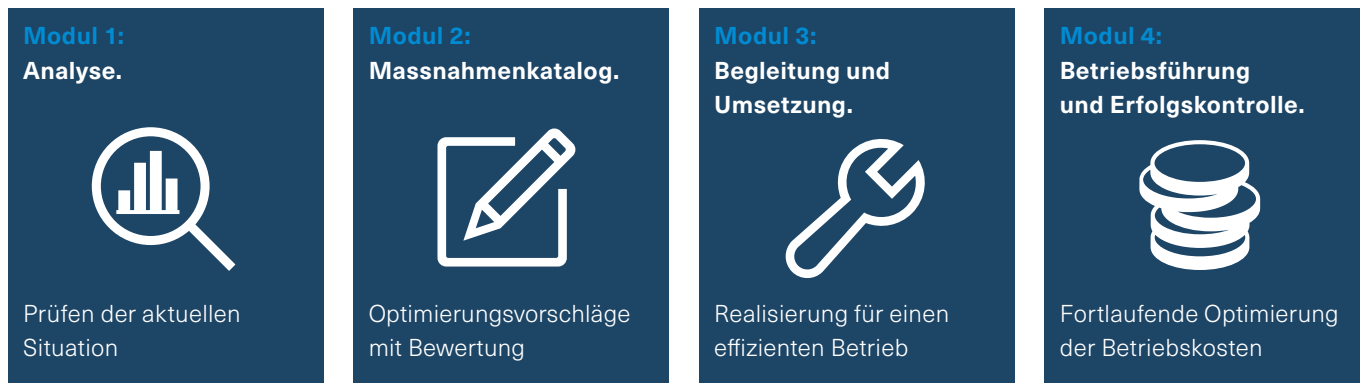 Modul 1:
Analyse.
Prüfen der aktuellen
Situation
Modul 2:
Massnahmenkatalog.
Optimierungsvorschläge
mit Bewertung
Modul 3:
Begleitung und
Umsetzung.
Realisierung für einen
effizienten Betrieb
Modul 4:
Betriebsführung
und Erfolgskontrolle.
Fortlaufende Optimierung
der Betriebskosten